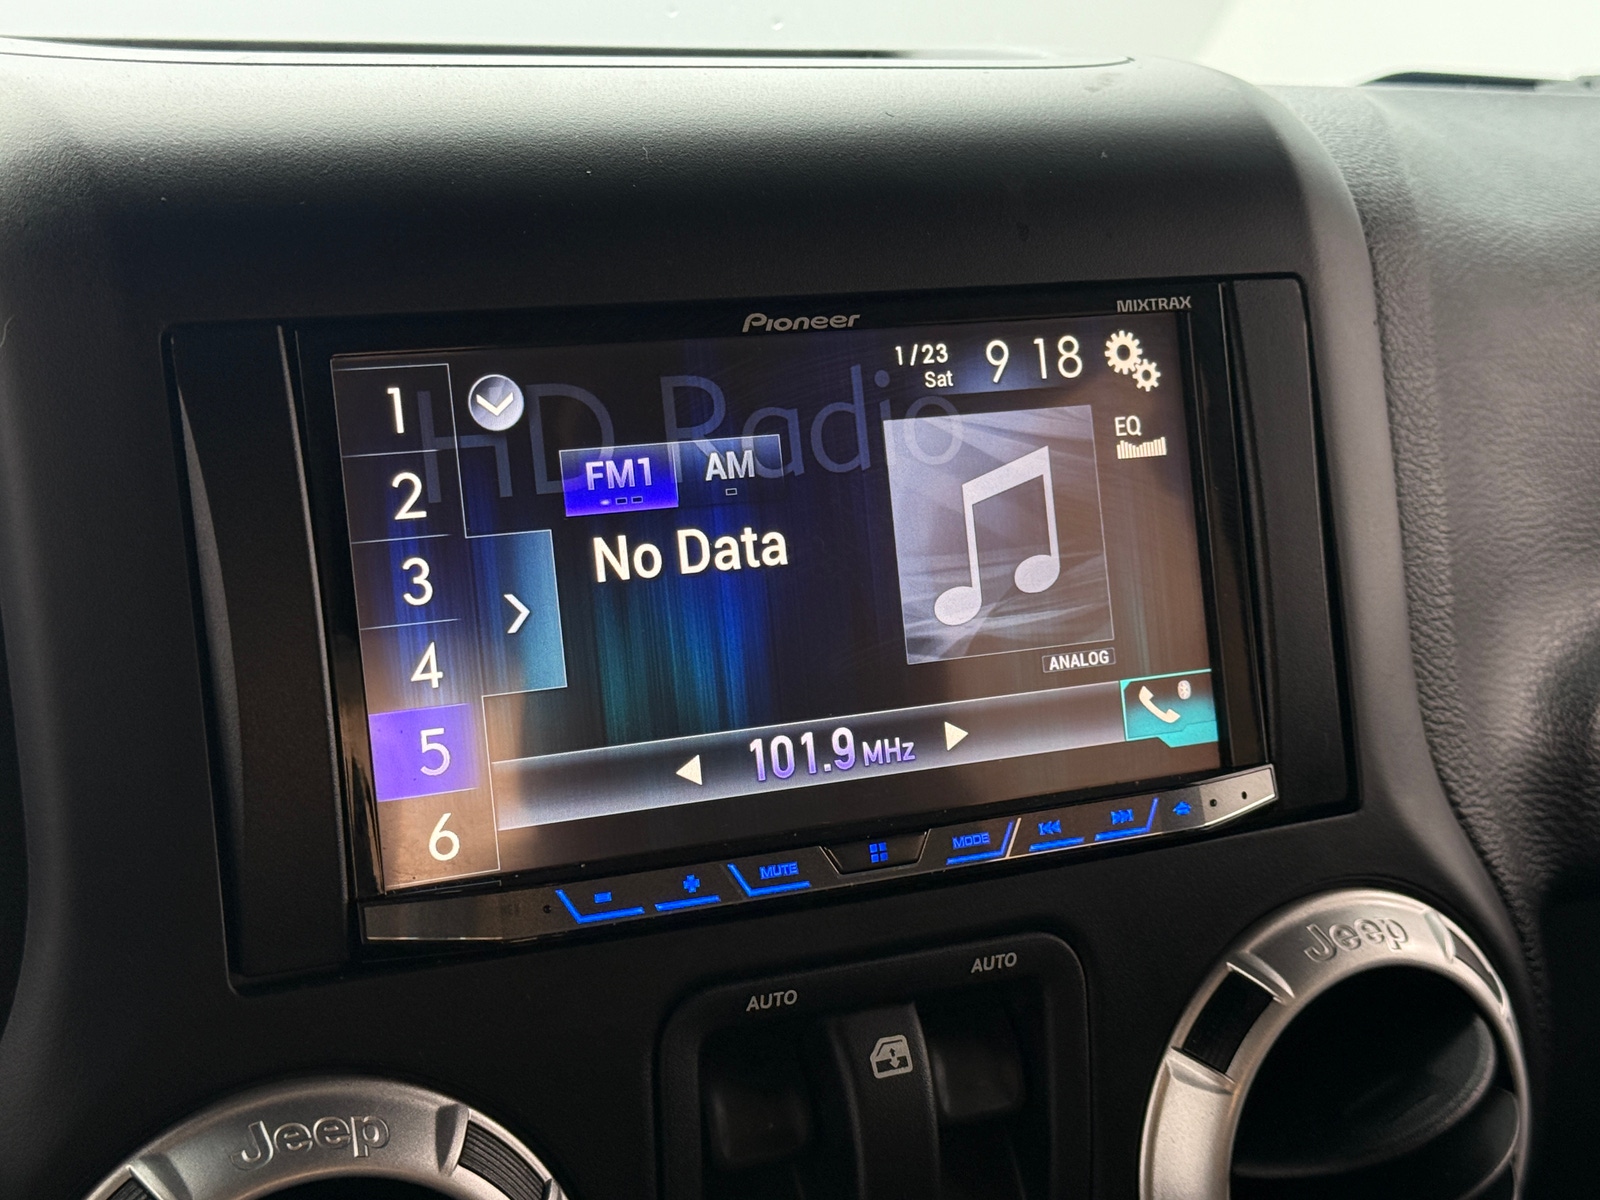 Pioneer
MIXTRAX
1/23
Sat
9 18
HD Radio
EQ
1
2
3
4
5
6
FM1
AM
No Data
ANALOG
101.9 MHz
MUTE
MODE
AUTO
AUTO
Jeep
Jeep